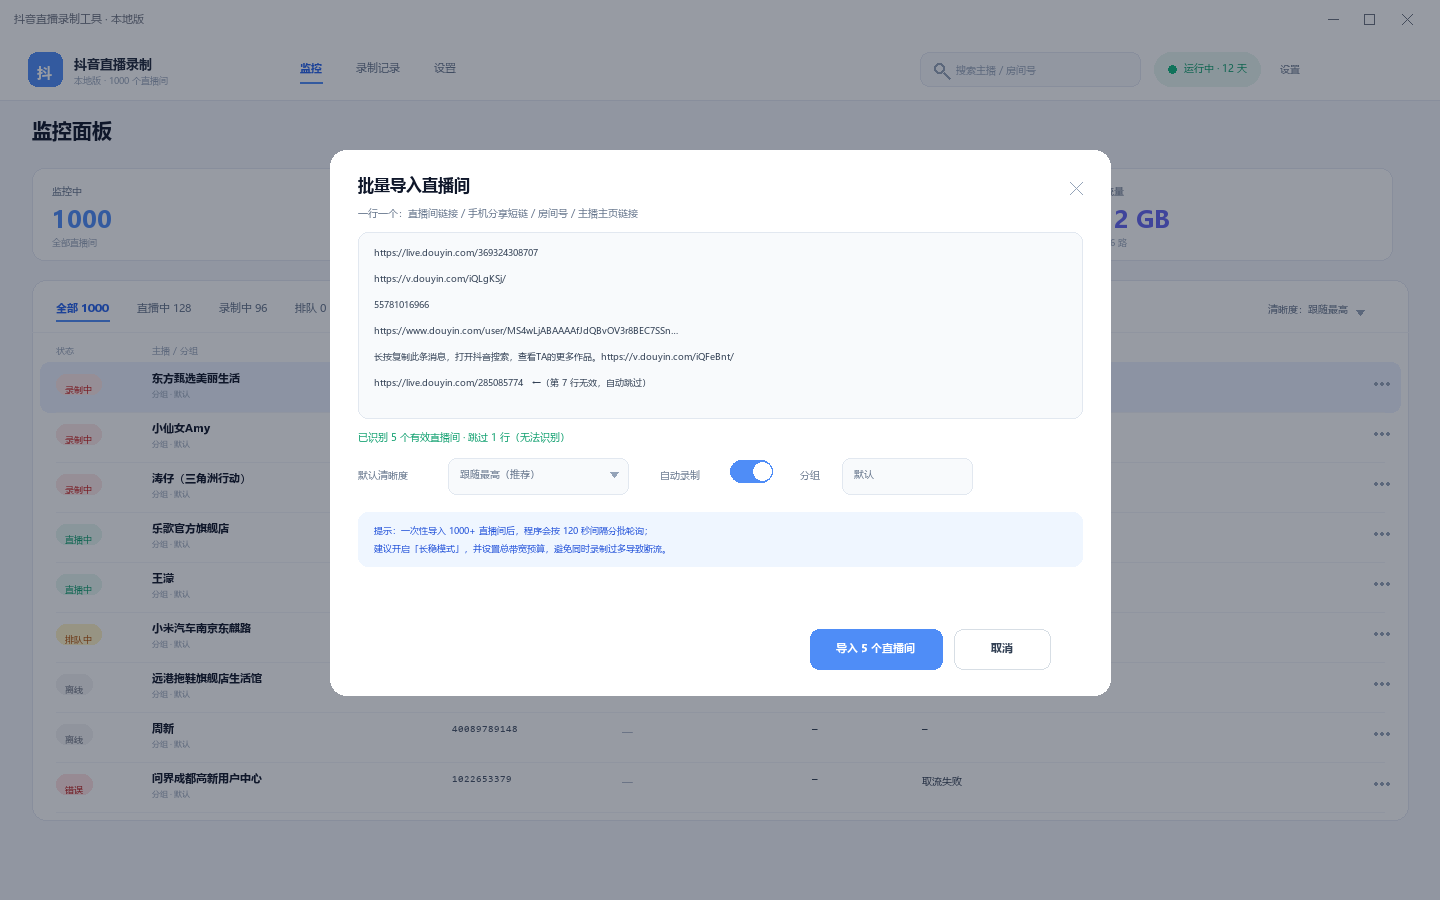 抖音直播录制工具 · 本地版
抖
抖音直播录制
本地版 · 1000 个直播间
监控
录制记录
设置
搜索主播 / 房间号
运行中 · 12 天
设置
监控面板
监控中
1000
全部直播间
量
2 GB
路
全部 1000
直播中 128
录制中 96
排队 0
清晰度：跟随最高
状态
主播 / 分组
录制中
东方甄选美丽生活
分组 · 默认
录制中
小仙女Amy
分组 · 默认
录制中
涛仔（三角洲行动）
分组 · 默认
直播中
乐歌官方旗舰店
分组 · 默认
直播中
王濛
分组 · 默认
排队中
小米汽车南京东麒路
分组 · 默认
离线
远港拖鞋旗舰店生活馆
分组 · 默认
离线
周新
分组 · 默认
40089789148
—
–
–
错误
问界成都高新用户中心
分组 · 默认
1022653379
—
–
取流失败
批量导入直播间
一行一个：直播间链接 / 手机分享短链 / 房间号 / 主播主页链接
https://live.douyin.com/369324308707
https://v.douyin.com/iQLgKSj/
55781016966
https://www.douyin.com/user/MS4wLjABAAAAfJdQBvOV3r8BEC7SSn...
长按复制此条消息，打开抖音搜索，查看TA的更多作品。https://v.douyin.com/iQFeBnt/
https://live.douyin.com/285085774 ←（第 7 行无效，自动跳过）
已识别 5 个有效直播间 · 跳过 1 行（无法识别）
默认清晰度
跟随最高（推荐）
自动录制
分组
默认
提示：一次性导入 1000+ 直播间后，程序会按 120 秒间隔分批轮询；
建议开启「长稳模式」，并设置总带宽预算，避免同时录制过多导致断流。
导入 5 个直播间
取消